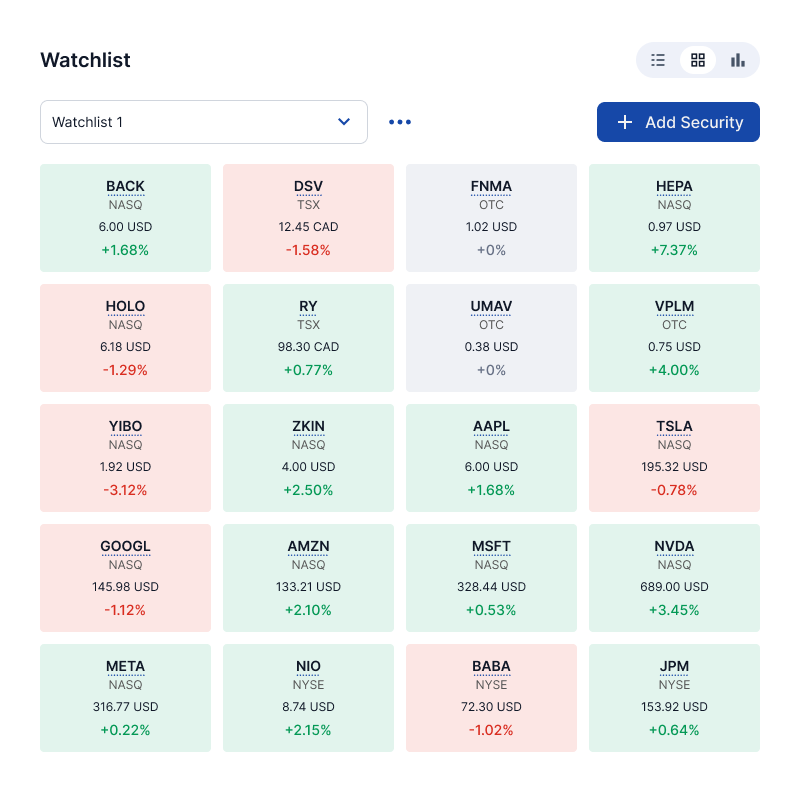 Watchlist
Watchlist 1
Add Security
BACK
NASQ
6.00 USD
+1.68%
DSV
TSX
12.45 CAD
-1.58%
FNMA
OTC
1.02 USD
+0%
HEPA
NASQ
0.97 USD
+7.37%
HOLO
NASQ
6.18 USD
-1.29%
RY
TSX
98.30 CAD
+0.77%
UMAV
OTC
0.38 USD
+0%
VPLM
OTC
0.75 USD
+4.00%
YIBO
NASQ
1.92 USD
-3.12%
ZKIN
NASQ
4.00 USD
+2.50%
AAPL
NASQ
6.00 USD
+1.68%
TSLA
NASQ
195.32 USD
-0.78%
GOOGL
NASQ
145.98 USD
-1.12%
AMZN
NASQ
133.21 USD
+2.10%
MSFT
NASQ
328.44 USD
+0.53%
NVDA
NASQ
689.00 USD
+3.45%
META
NASQ
316.77 USD
+0.22%
NIO
NYSE
8.74 USD
+2.15%
BABA
NYSE
72.30 USD
-1.02%
JPM
NYSE
153.92 USD
+0.64%